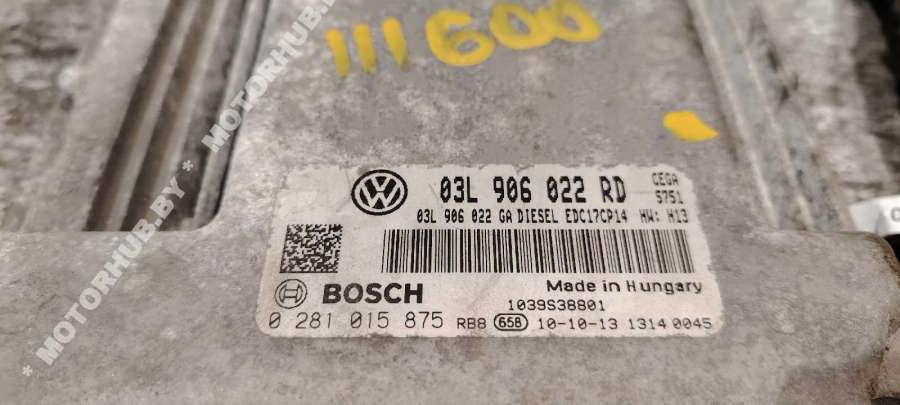 111600
03L 906 022 RD
CEGA
5751
03L 906 022 GA DIESEL EDC17CP14 HW: H13
BOSCH
Made in Hungary
1039S38801
0 281 015 875 RB8 658 10-10-13 1314 0045
* MOTORHUB.BY * MOTORHUB.BY